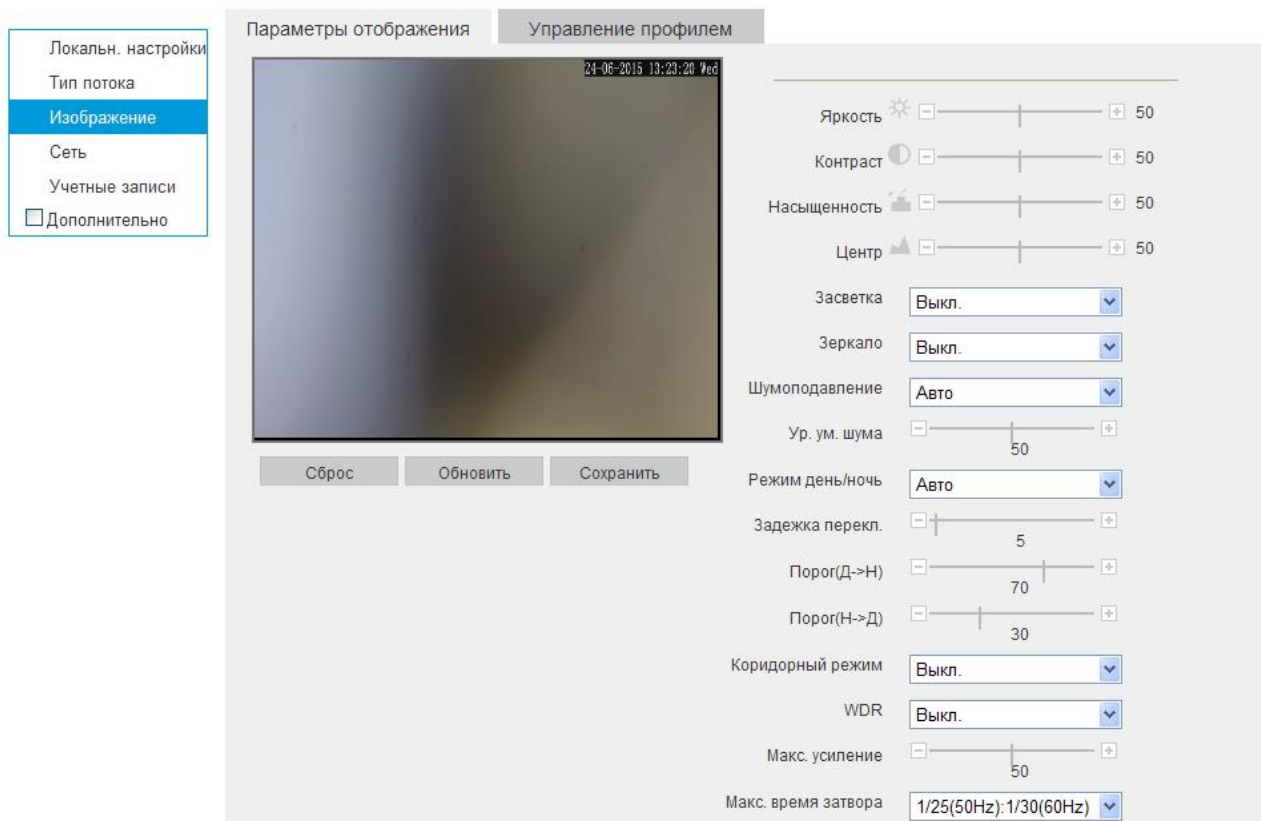 Параметры отображения
Управление профилем
Локальн. настройки
Тип потока
Изображение
Сеть
Учетные записи
Дополнительно
24-06-2015 13:23:28 Wed
Сброс
Обновить
Сохранить
Яркость 50
Контраст 50
Насыщенность 50
Центр 50
Засветка Выкл.
Зеркало Выкл.
Шумоподавление Авто
Ур. ум. шума 50
Режим день/ночь Авто
Задежка перекл. 5
Порог(Д->Н) 70
Порог(Н->Д) 30
Коридорный режим Выкл.
WDR Выкл.
Макс. усиление 50
Макс. время затвора 1/25(50Hz):1/30(60Hz)